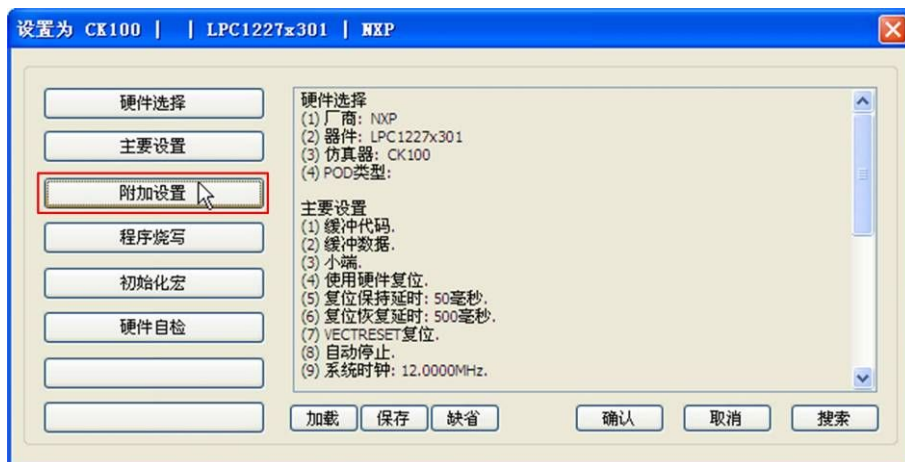 设置为 CK100 | | LPC1227x301 | NXP
硬件选择
主要设置
附加设置
程序烧写
初始化宏
硬件自检
硬件选择
(1) 厂商: NXP
(2) 器件: LPC1227x301
(3) 仿真器: CK100
(4) POD类型:
主要设置
(1) 缓冲代码.
(2) 缓冲数据.
(3) 小端.
(4) 使用硬件复位.
(5) 复位保持延时: 50毫秒.
(6) 复位恢复延时: 500毫秒.
(7) VECTRESET复位.
(8) 自动停止.
(9) 系统时钟: 12.0000MHz.
加载 保存 缺省 确认 取消 搜索